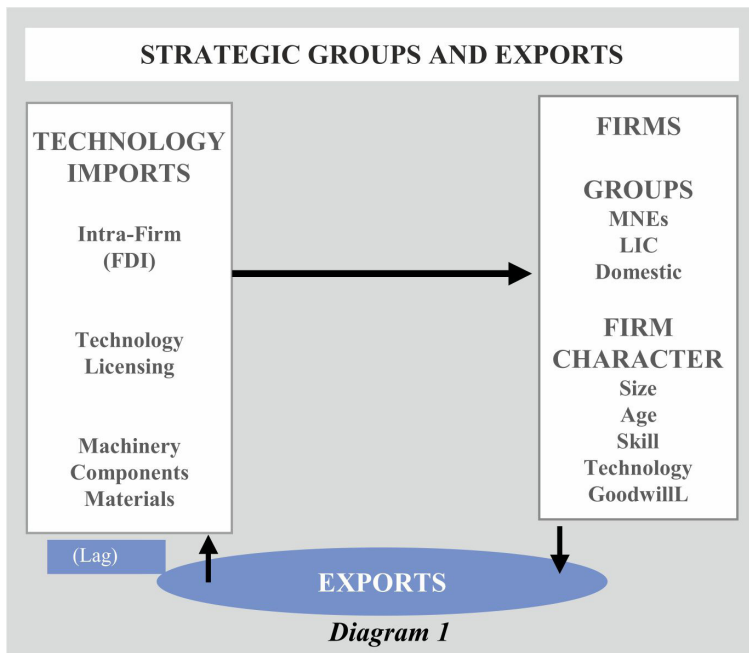 STRATEGIC GROUPS AND EXPORTS
TECHNOLOGY
IMPORTS
Intra-Firm
(FDI)
Technology
Licensing
Machinery
Components
Materials
FIRMS
GROUPS
MNEs
LIC
Domestic
FIRM
CHARACTER
Size
Age
Skill
Technology
GoodwillL
(Lag)
EXPORTS
Diagram 1